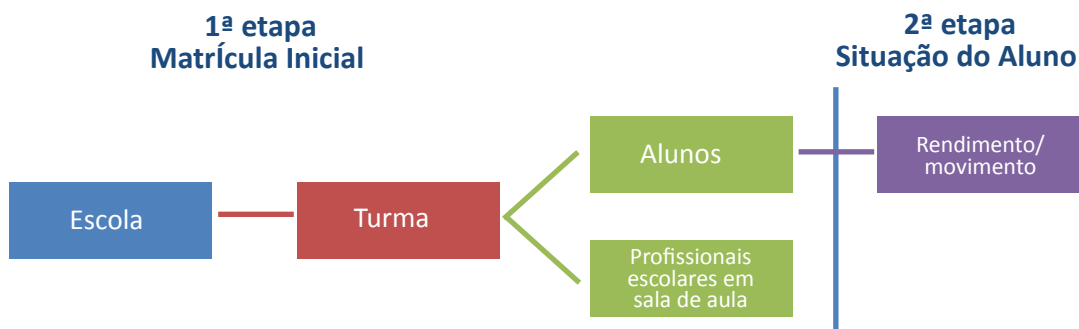 1ª etapa
MatrÍcula Inicial
2ª etapa
Situação do Aluno
Escola
Turma
Alunos
Profissionais
escolares em
sala de aula
Rendimento/
movimento